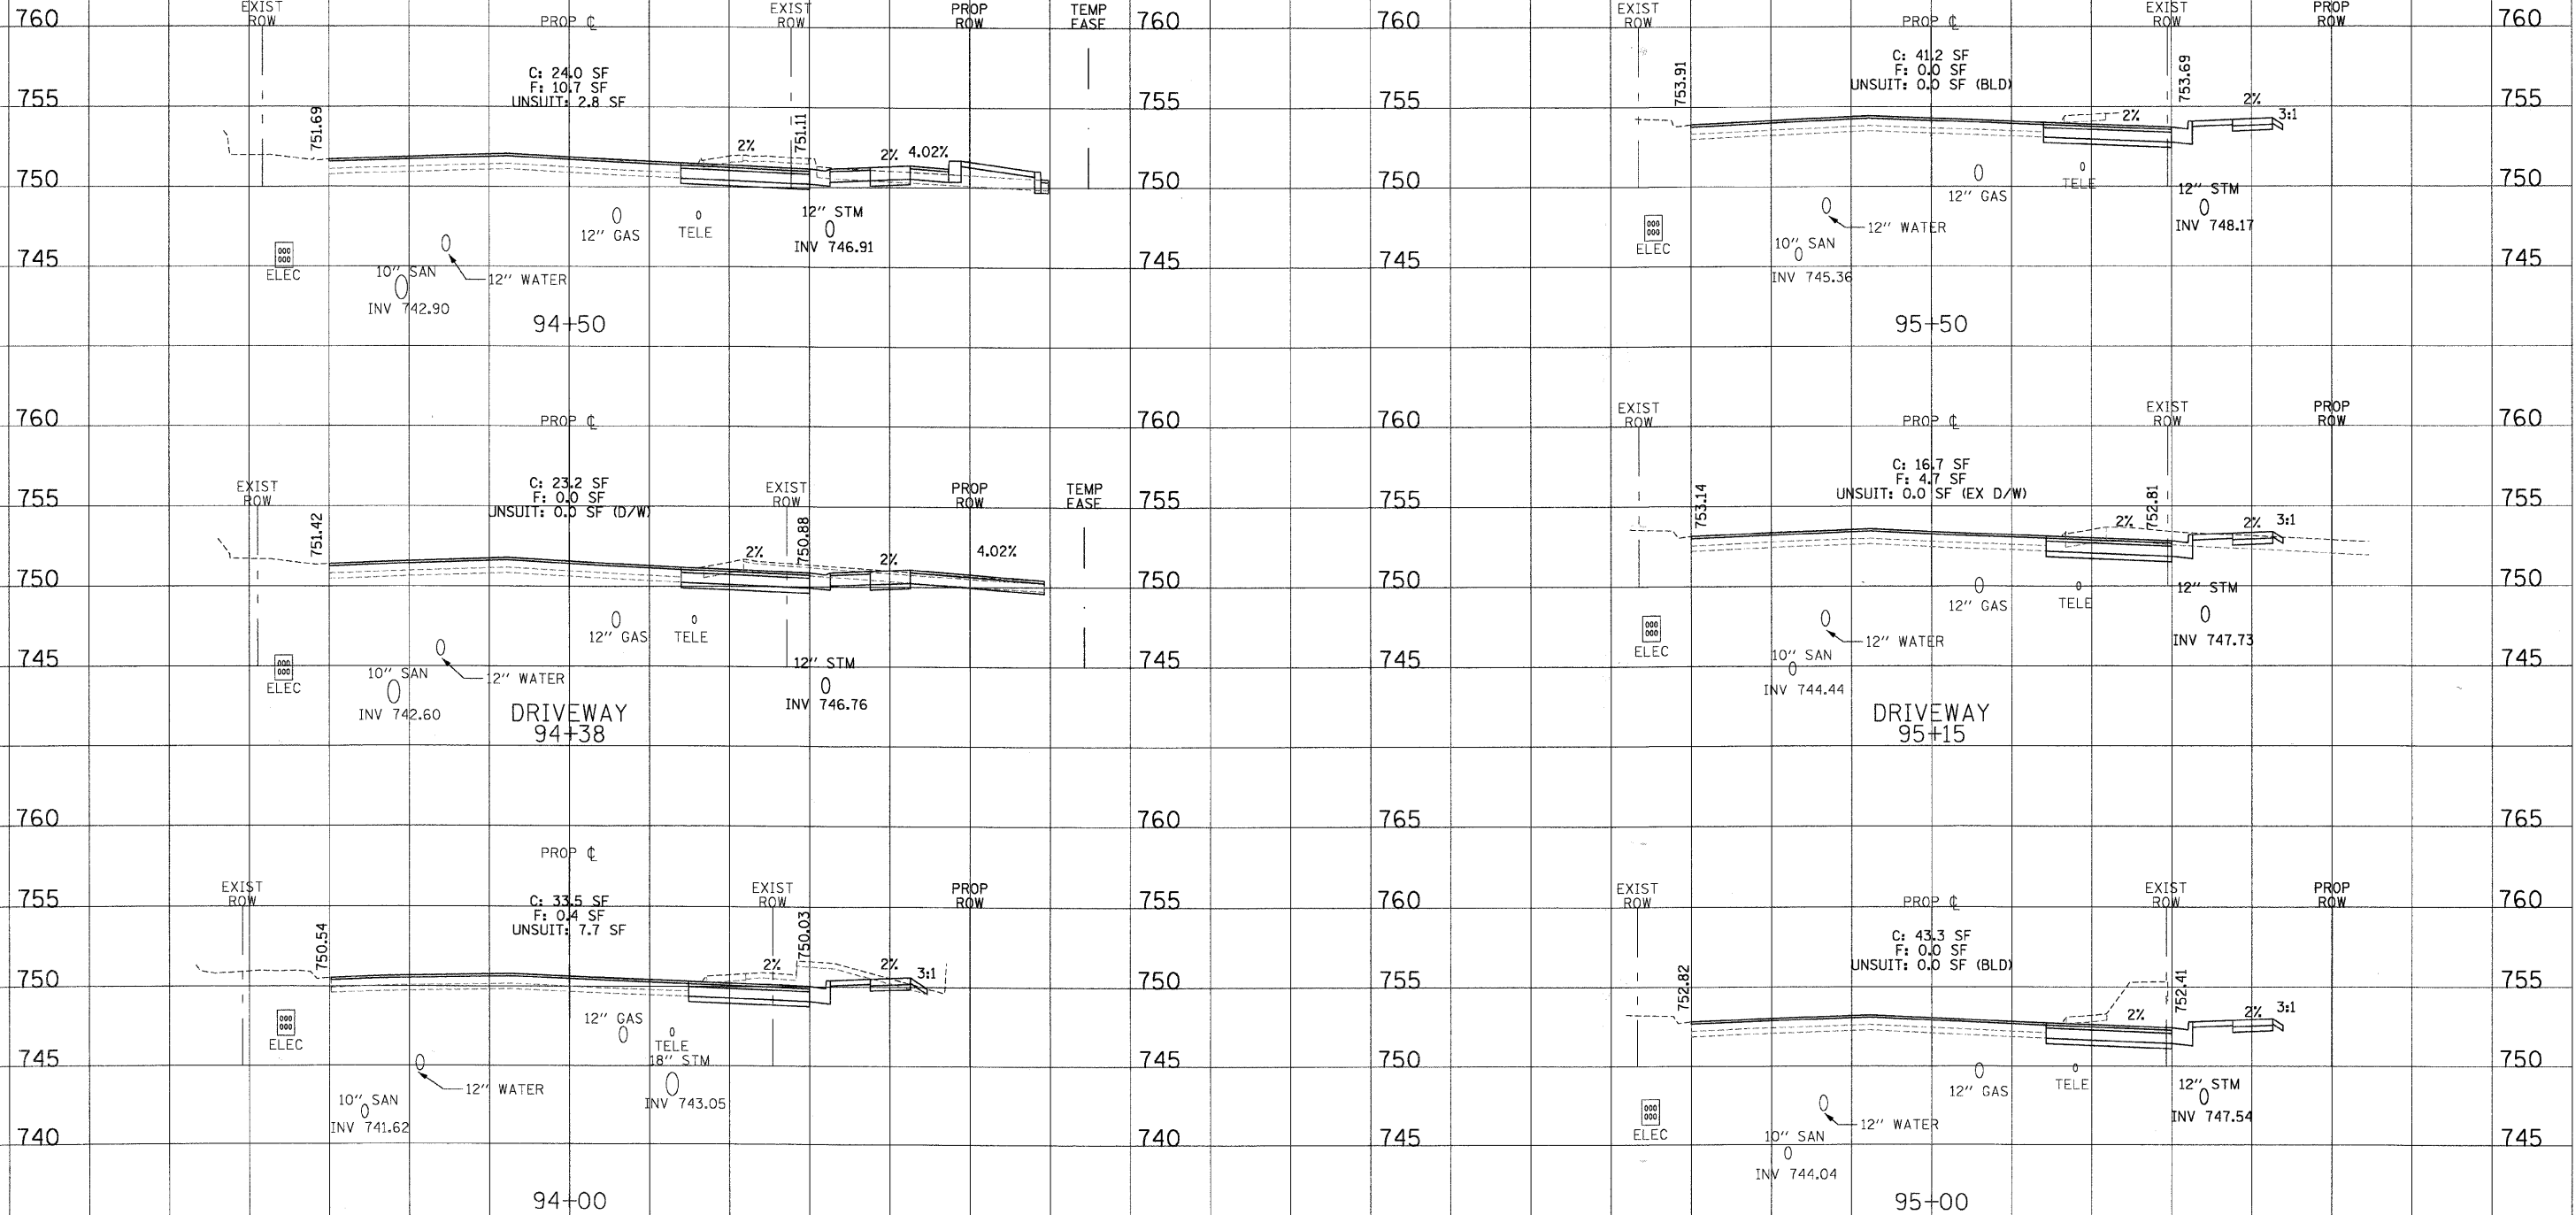 EXIST
ROW
PROP ℄
EXIST
ROW
PROP
ROW
TEMP
EASE
760
760
C: 24.0 SF
F: 10.7 SF
UNSUIT: 2.8 SF
755
755
751.69
751.11
2%
2%
4.02%
750
750
12" GAS
TELE
12" STM
INV 746.91
745
745
ELEC
10" SAN
INV 742.90
12" WATER
94+50
760
760
PROP ℄
EXIST
ROW
C: 23.2 SF
F: 0.0 SF
UNSUIT: 0.0 SF (D/W)
EXIST
ROW
PROP
ROW
TEMP
EASE
755
755
751.42
750.88
2%
2%
4.02%
750
750
12" GAS
TELE
745
745
12" STM
INV 746.76
ELEC
10" SAN
INV 742.60
12" WATER
DRIVEWAY
94+38
760
760
PROP ℄
EXIST
ROW
C: 33.5 SF
F: 0.4 SF
UNSUIT: 7.7 SF
EXIST
ROW
PROP
ROW
755
755
750.54
750.03
2%
2%
3:1
750
750
12" GAS
TELE
ELEC
18" STM
INV 743.05
745
745
12" WATER
10" SAN
INV 741.62
740
740
94+00
EXIST
ROW
PROP ℄
EXIST
ROW
PROP
ROW
760
760
C: 41.2 SF
F: 0.0 SF
UNSUIT: 0.0 SF (BLD)
755
755
753.91
753.69
2%
2%
3:1
750
750
12" GAS
TELE
12" STM
INV 748.17
ELEC
12" WATER
10" SAN
INV 745.36
745
745
95+50
EXIST
ROW
PROP ℄
EXIST
ROW
PROP
ROW
760
760
C: 16.7 SF
F: 4.7 SF
UNSUIT: 0.0 SF (EX D/W)
755
755
753.14
752.81
2%
2%
3:1
750
750
12" GAS
TELE
12" STM
INV 747.73
ELEC
12" WATER
10" SAN
INV 744.44
745
745
DRIVEWAY
95+15
765
765
EXIST
ROW
PROP ℄
EXIST
ROW
PROP
ROW
760
760
C: 43.3 SF
F: 0.0 SF
UNSUIT: 0.0 SF (BLD)
755
755
752.82
752.41
2%
2%
3:1
750
750
12" GAS
TELE
12" STM
INV 747.54
ELEC
12" WATER
10" SAN
INV 744.04
745
745
95+00